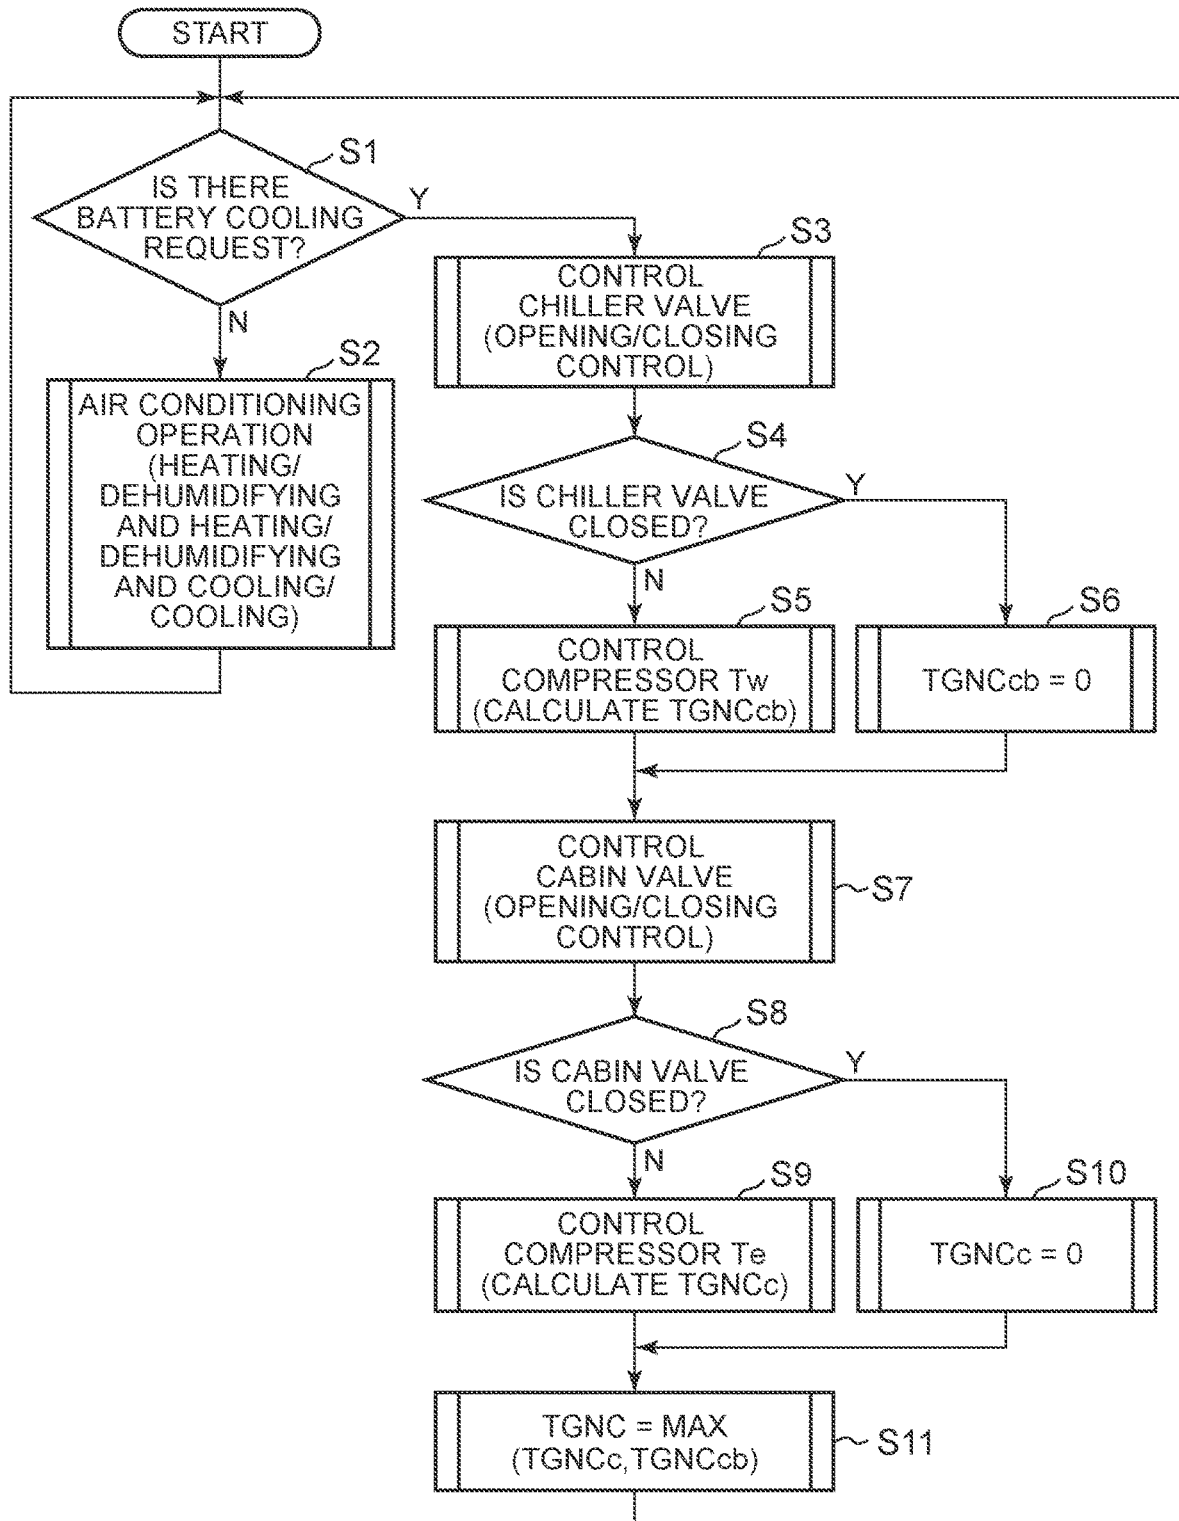 START
S1
IS THERE
BATTERY COOLING
REQUEST?
Y
N
S2
AIR CONDITIONING
OPERATION
(HEATING/
DEHUMIDIFYING
AND HEATING/
DEHUMIDIFYING
AND COOLING/
COOLING)
S3
CONTROL
CHILLER VALVE
(OPENING/CLOSING
CONTROL)
S4
IS CHILLER VALVE
CLOSED?
Y
N
S5
CONTROL
COMPRESSOR Tw
(CALCULATE TGNCcb)
S6
TGNCcb = 0
CONTROL
CABIN VALVE
(OPENING/CLOSING
CONTROL)
S7
S8
IS CABIN VALVE
CLOSED?
Y
N
S9
CONTROL
COMPRESSOR Te
(CALCULATE TGNCc)
S10
TGNCc = 0
TGNC = MAX
(TGNCc,TGNCcb)
S11